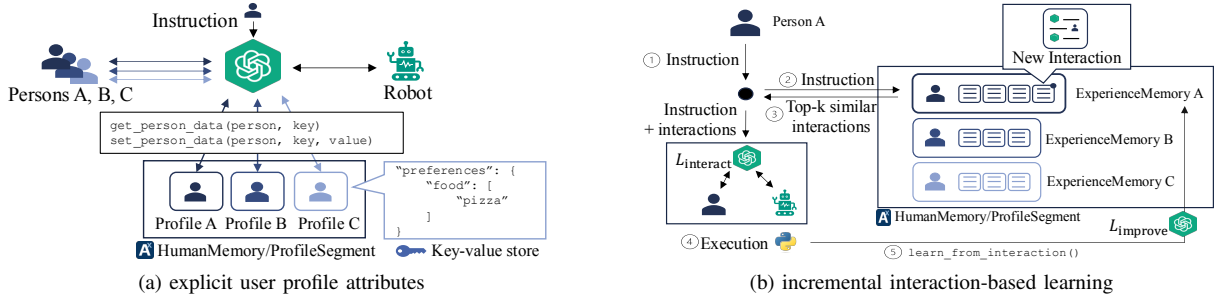 Instruction
Persons A, B, C
Robot
get_person_data(person, key)
set_person_data(person, key, value)
Profile A
Profile B
Profile C
"preferences": {
"food": [
"pizza"
]
}
HumanMemory/ProfileSegment
Key-value store
(a) explicit user profile attributes
Person A
1 Instruction
2 Instruction
3 Top-k similar
interactions
Instruction
+ interactions
L_interact
4 Execution
New Interaction
ExperienceMemory A
ExperienceMemory B
ExperienceMemory C
HumanMemory/ProfileSegment
L_improve
5 learn_from_interaction()
(b) incremental interaction-based learning